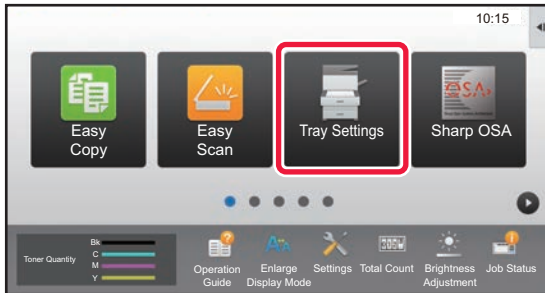 10:15
Easy
Copy
Easy
Scan
Tray Settings
OSA
Sharp OSA
Toner Quantity
Bk
C
M
Y
Operation
Guide
Enlarge
Display Mode
Settings
Total Count
Brightness
Adjustment
Job Status